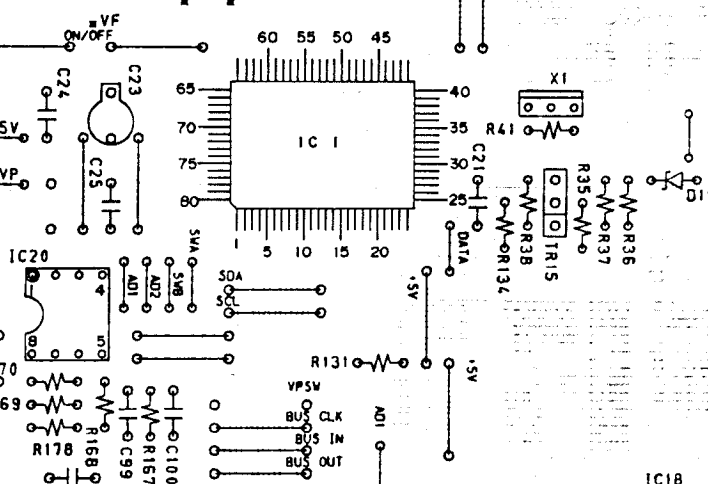 *VF
ON/OFF
60 55 50 45
C24
C23
65
40
X1
5V
70
IC 1
35
R41
VP
C25
75
30
C21
R35
80
25
D1
1
5 10 15 20
SWA
DATA
R134
R38
TR15
R37
R36
IC20
4
AD1
AD2
SWB
SDA
SCL
+5V
8 5
R131
+5V
70
69
VPSW
BUS CLK
AD1
BUS IN
R178
R168
C99
R167
C100
BUS OUT
IC18